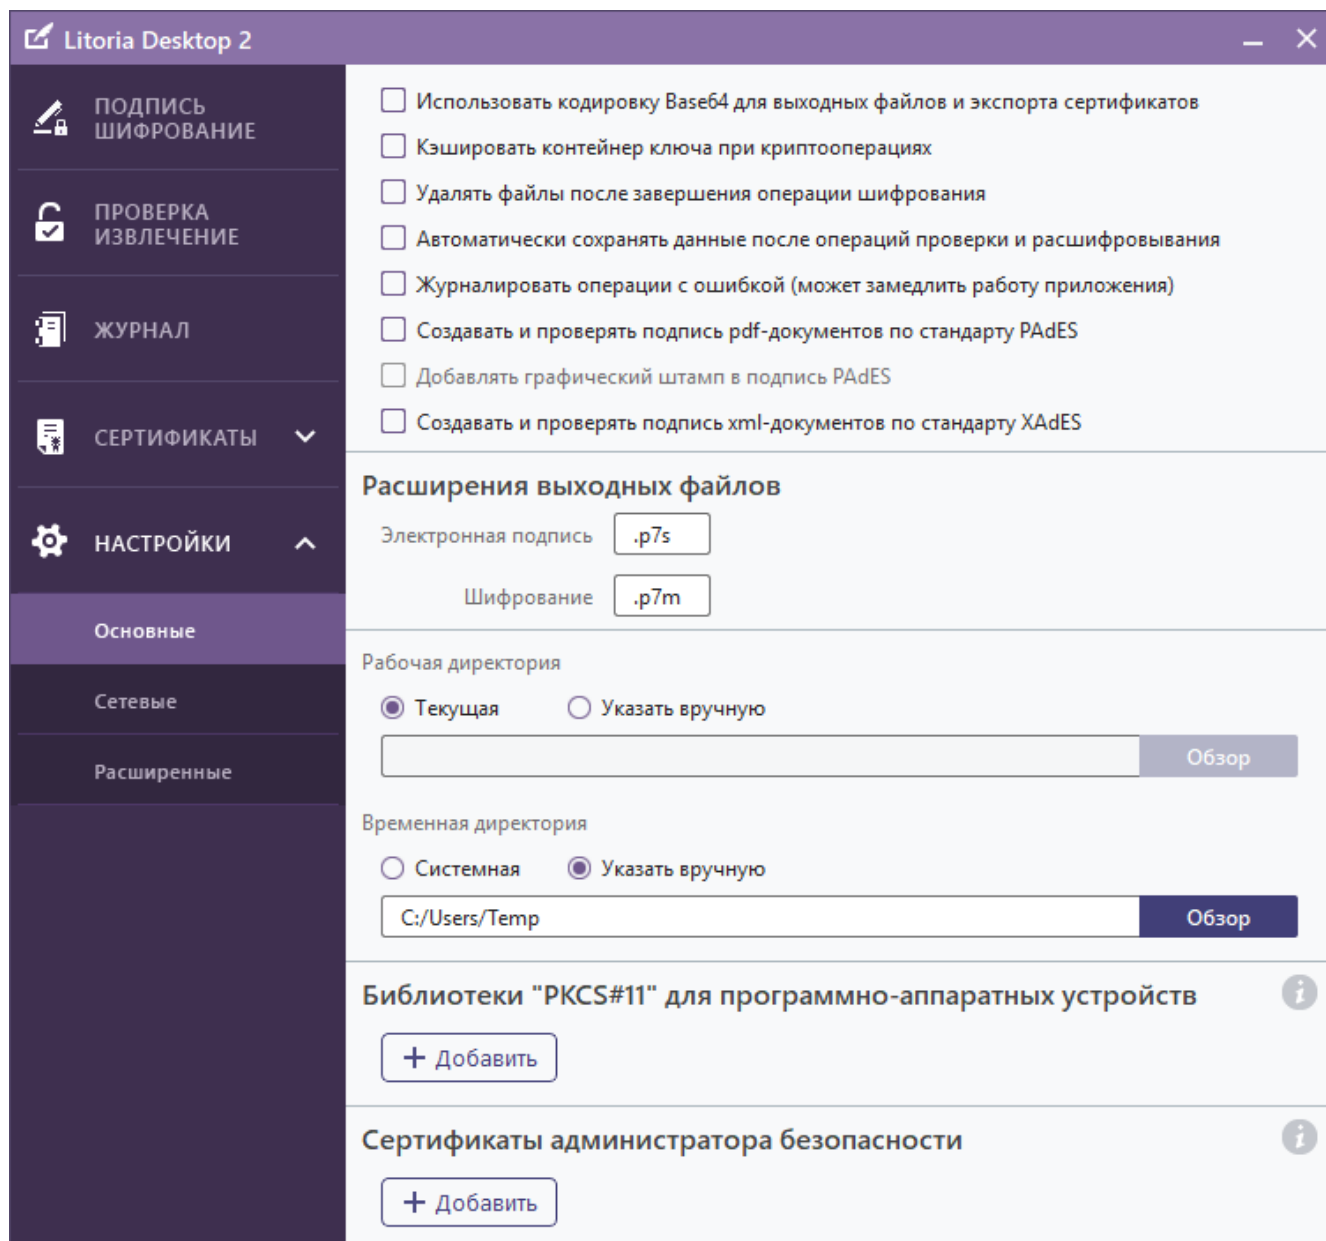 Litoria Desktop 2
ПОДПИСЬ
ШИФРОВАНИЕ
ПРОВЕРКА
ИЗВЛЕЧЕНИЕ
ЖУРНАЛ
СЕРТИФИКАТЫ
НАСТРОЙКИ
Основные
Сетевые
Расширенные
Использовать кодировку Base64 для выходных файлов и экспорта сертификатов
Кэшировать контейнер ключа при криптооперациях
Удалять файлы после завершения операции шифрования
Автоматически сохранять данные после операций проверки и расшифровывания
Журналировать операции с ошибкой (может замедлить работу приложения)
Создавать и проверять подпись pdf-документов по стандарту PAdES
Добавлять графический штамп в подпись PAdES
Создавать и проверять подпись xml-документов по стандарту XAdES
Расширения выходных файлов
Электронная подпись .p7s
Шифрование .p7m
Рабочая директория
Текущая Указать вручную
Обзор
Временная директория
Системная Указать вручную
C:/Users/Temp Обзор
Библиотеки "PKCS#11" для программно-аппаратных устройств
+ Добавить
Сертификаты администратора безопасности
+ Добавить